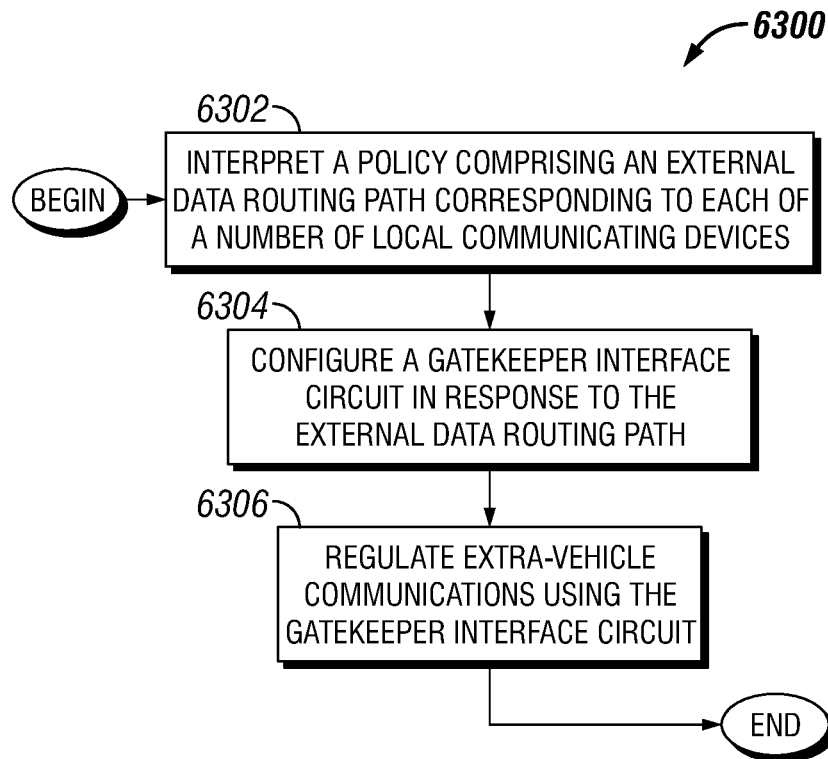 6300
6302
BEGIN
INTERPRET A POLICY COMPRISING AN EXTERNAL
DATA ROUTING PATH CORRESPONDING TO EACH OF
A NUMBER OF LOCAL COMMUNICATING DEVICES
6304
CONFIGURE A GATEKEEPER INTERFACE
CIRCUIT IN RESPONSE TO THE
EXTERNAL DATA ROUTING PATH
6306
REGULATE EXTRA-VEHICLE
COMMUNICATIONS USING THE
GATEKEEPER INTERFACE CIRCUIT
END